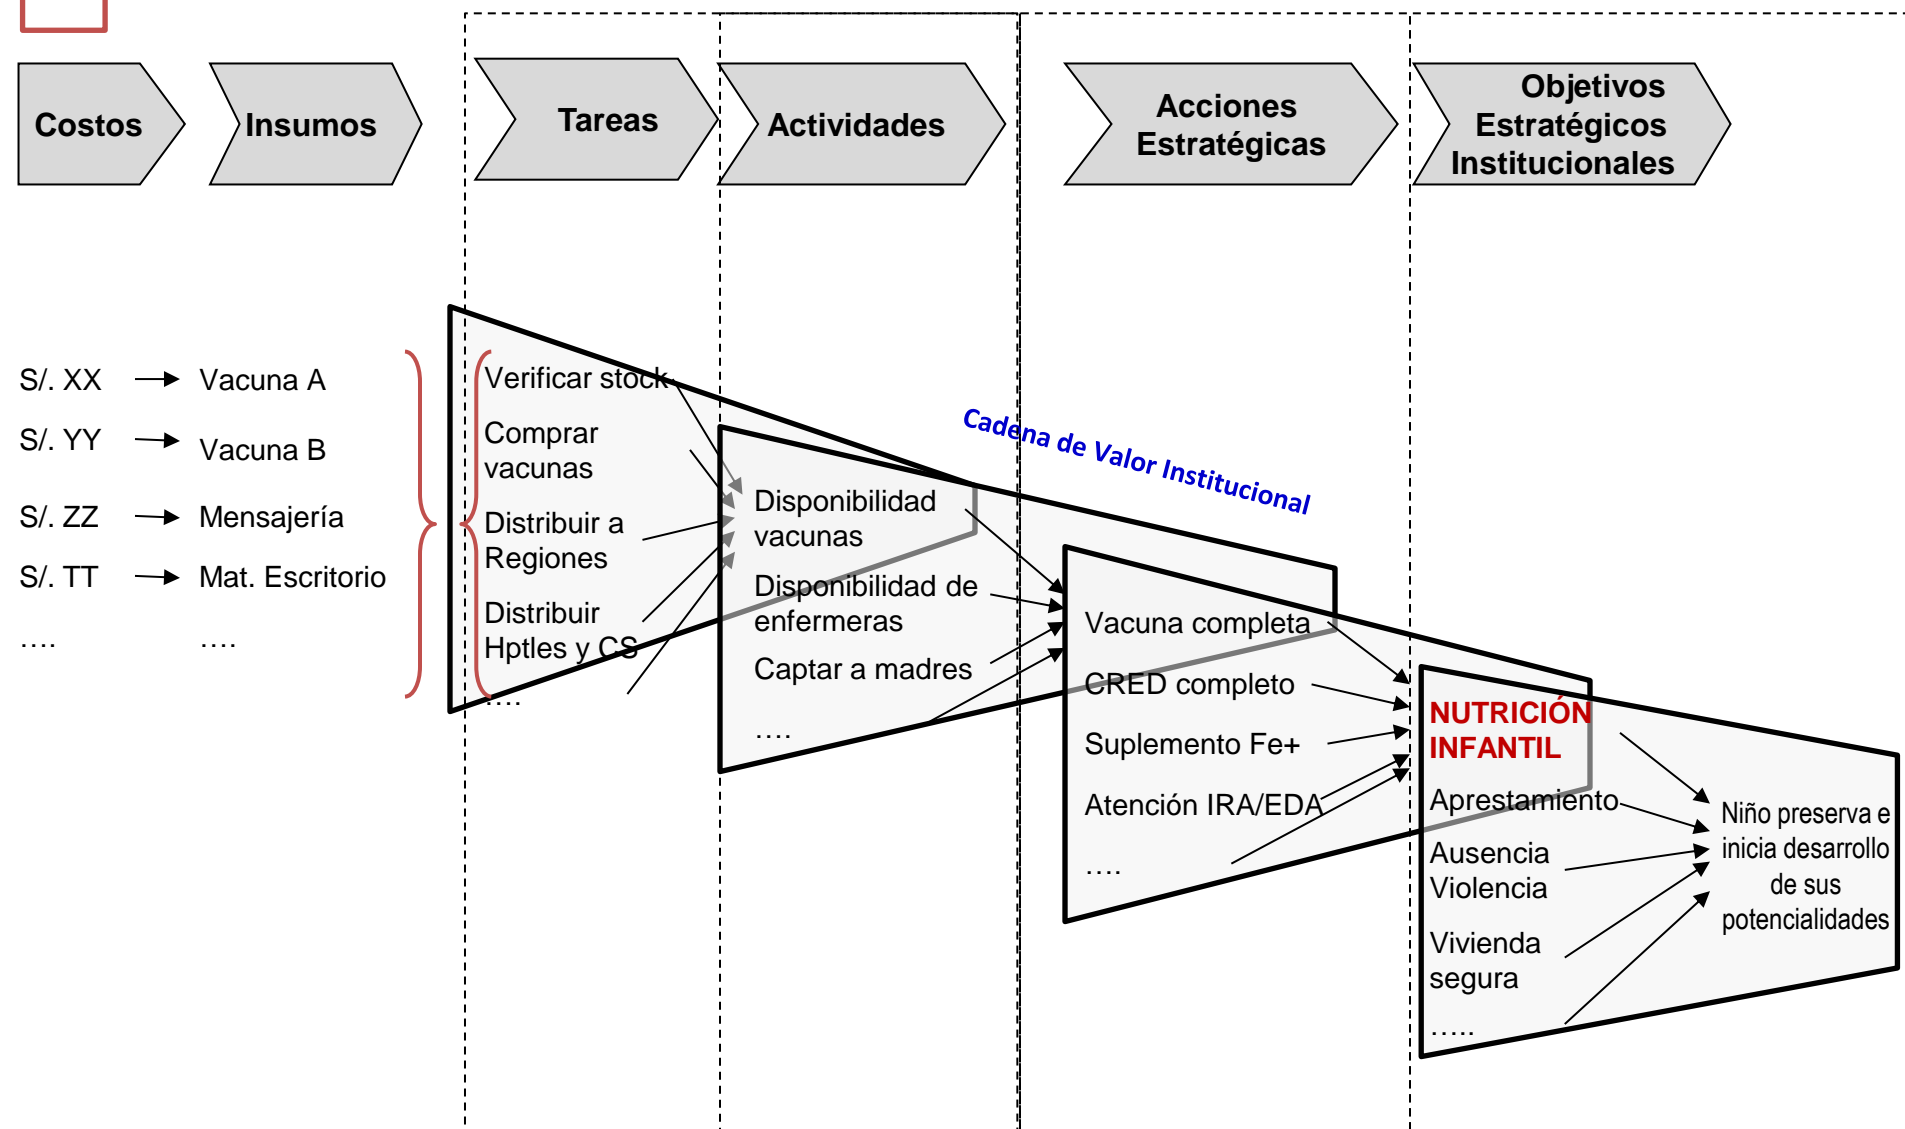 Costos
Insumos
Tareas
Actividades
Acciones
Estratégicas
Objetivos
Estratégicos
Institucionales
S/. XX
Vacuna A
S/. YY
Vacuna B
S/. ZZ
Mensajería
S/. TT
Mat. Escritorio
....
....
Verificar stock
Comprar
vacunas
Distribuir a
Regiones
Distribuir
Hptles y CS
....
Cadena de Valor Institucional
Disponibilidad
vacunas
Disponibilidad de
enfermeras
Captar a madres
....
Vacuna completa
CRED completo
Suplemento Fe+
Atención IRA/EDA
....
NUTRICIÓN
INFANTIL
Aprestamiento
Ausencia
Violencia
Vivienda
segura
.....
Niño preserva e
inicia desarrollo
de sus
potencialidades